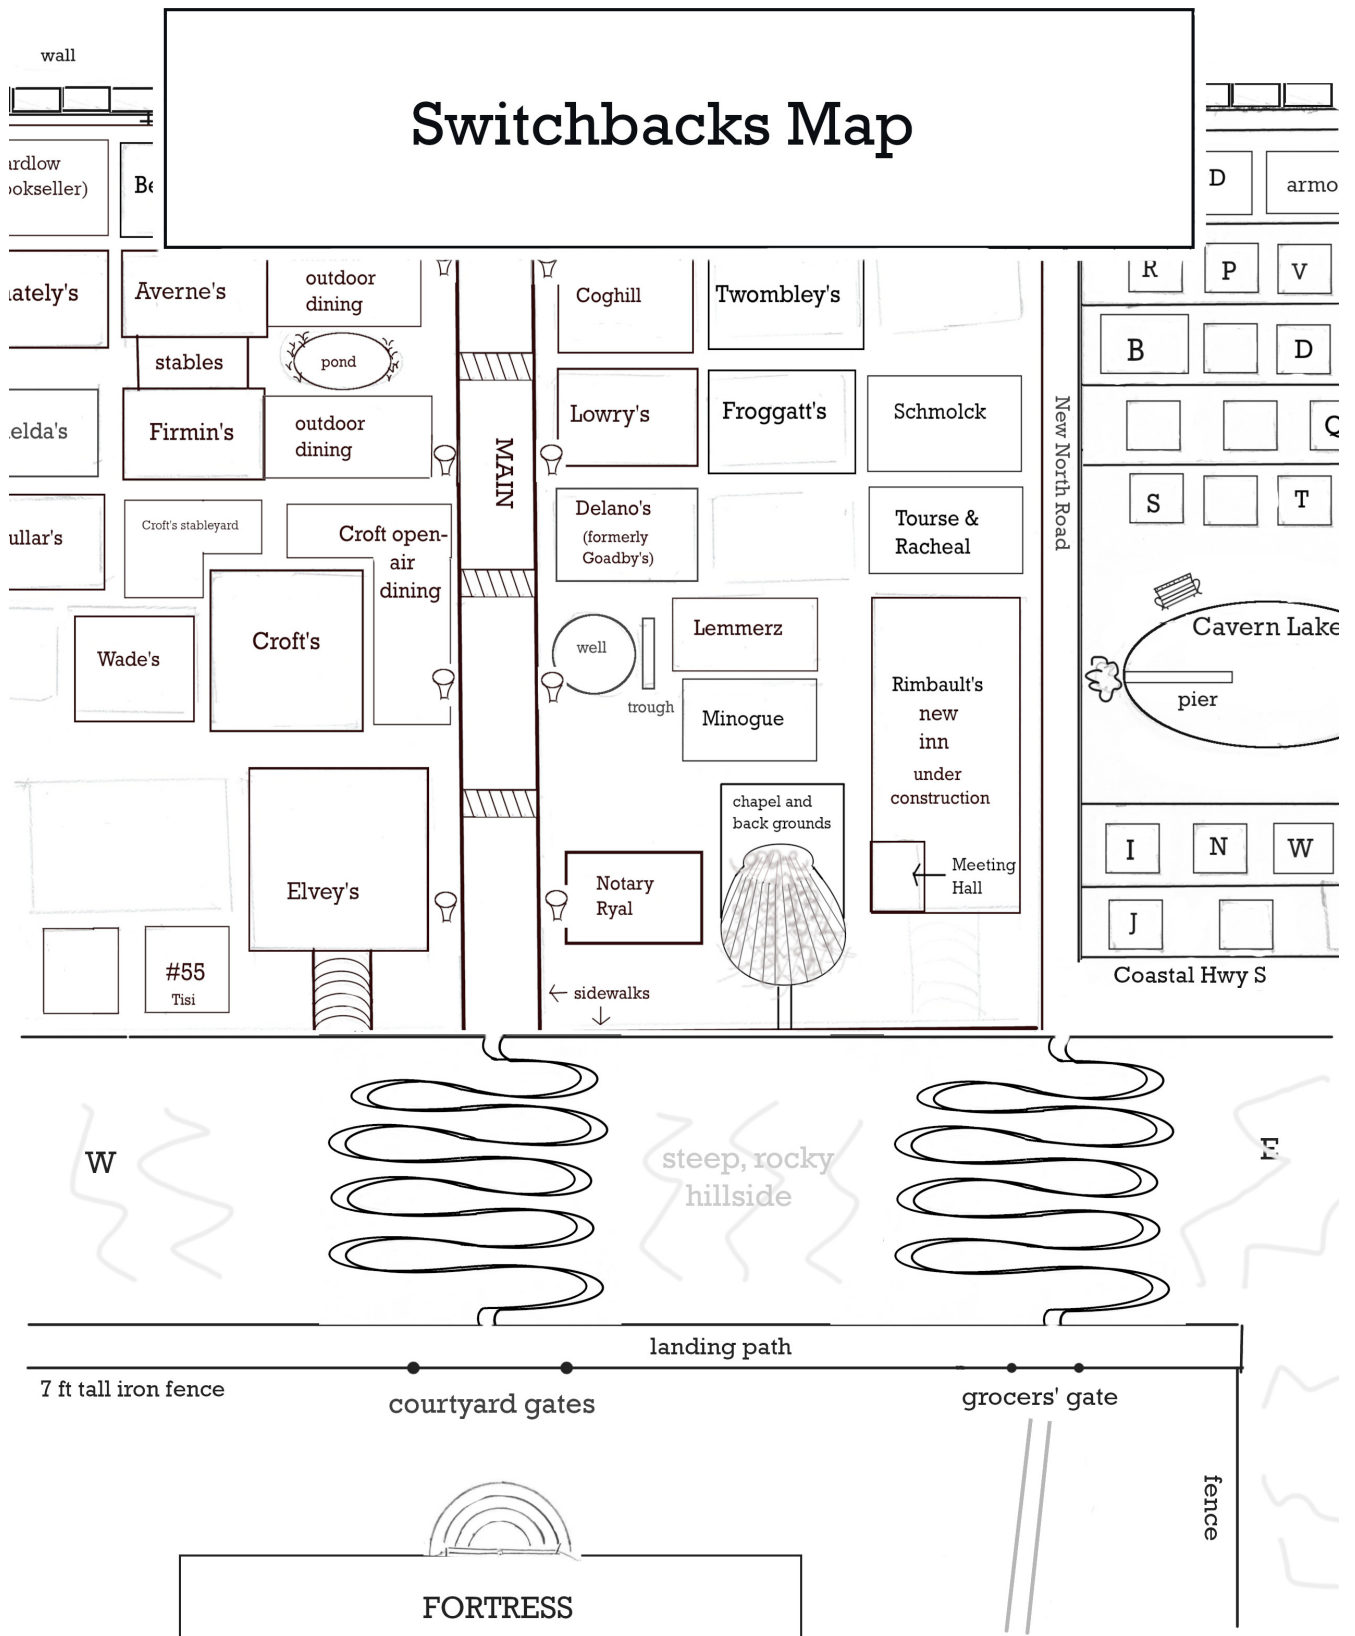 wall
Switchbacks Map
ardlow
ookseller)
Be
D
armo
ately's
Averne's
outdoor
dining
Coghill
Twombley's
R
P
V
stables
pond
B
D
elda's
Firmin's
outdoor
dining
MAIN
Lowry's
Froggatt's
Schmolck
New North Road
Q
ullar's
Croft's stableyard
Croft open-
air
dining
Delano's
(formerly
Goadby's)
Tourse &
Racheal
S
T
Wade's
Croft's
well
trough
Lemmerz
Minogue
Rimbault's
new
inn
under
construction
Cavern Lake
pier
Elvey's
chapel and
back grounds
Notary
Ryal
Meeting
Hall
I
N
W
J
#55
Tisi
sidewalks
Coastal Hwy S
W
steep, rocky
hillside
E
landing path
7 ft tall iron fence
courtyard gates
grocers' gate
fence
FORTRESS